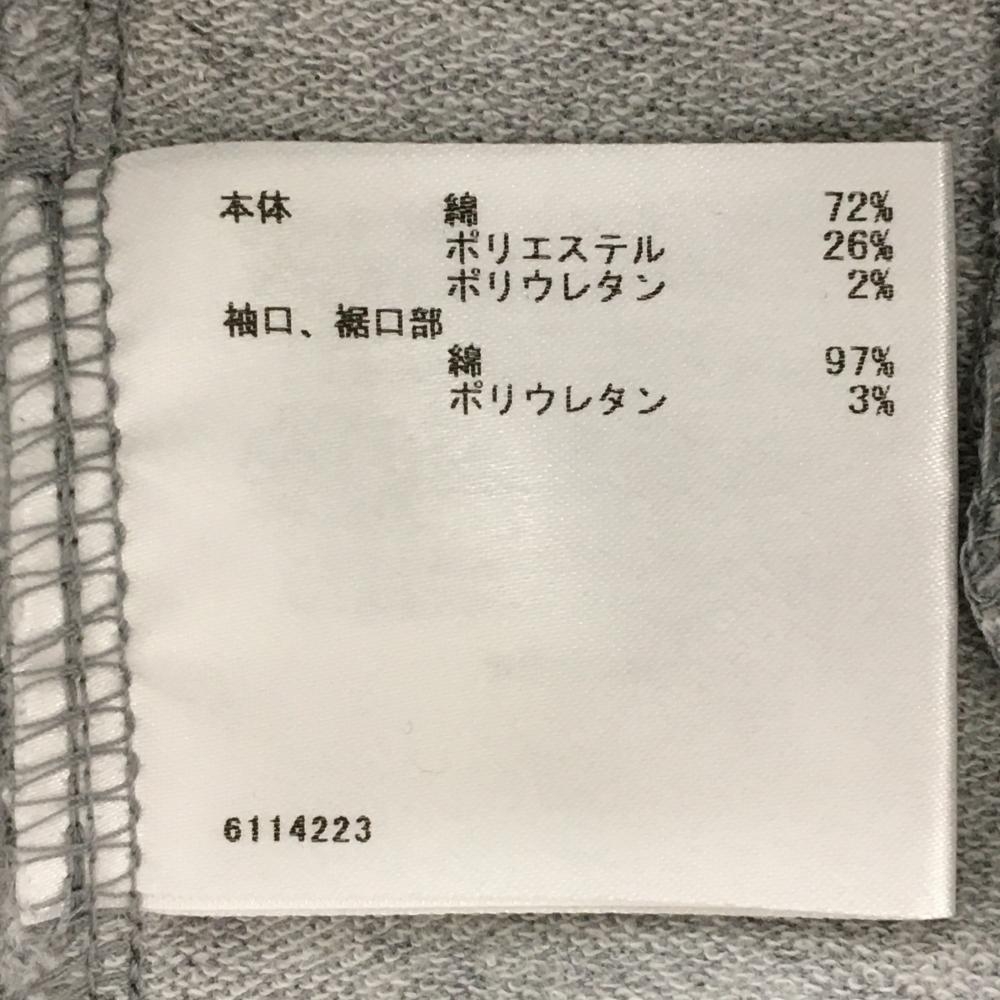 本体 綿 72%
ポリエステル 26%
ポリウレタン 2%
袖口、裾口部
綿 97%
ポリウレタン 3%
6114223